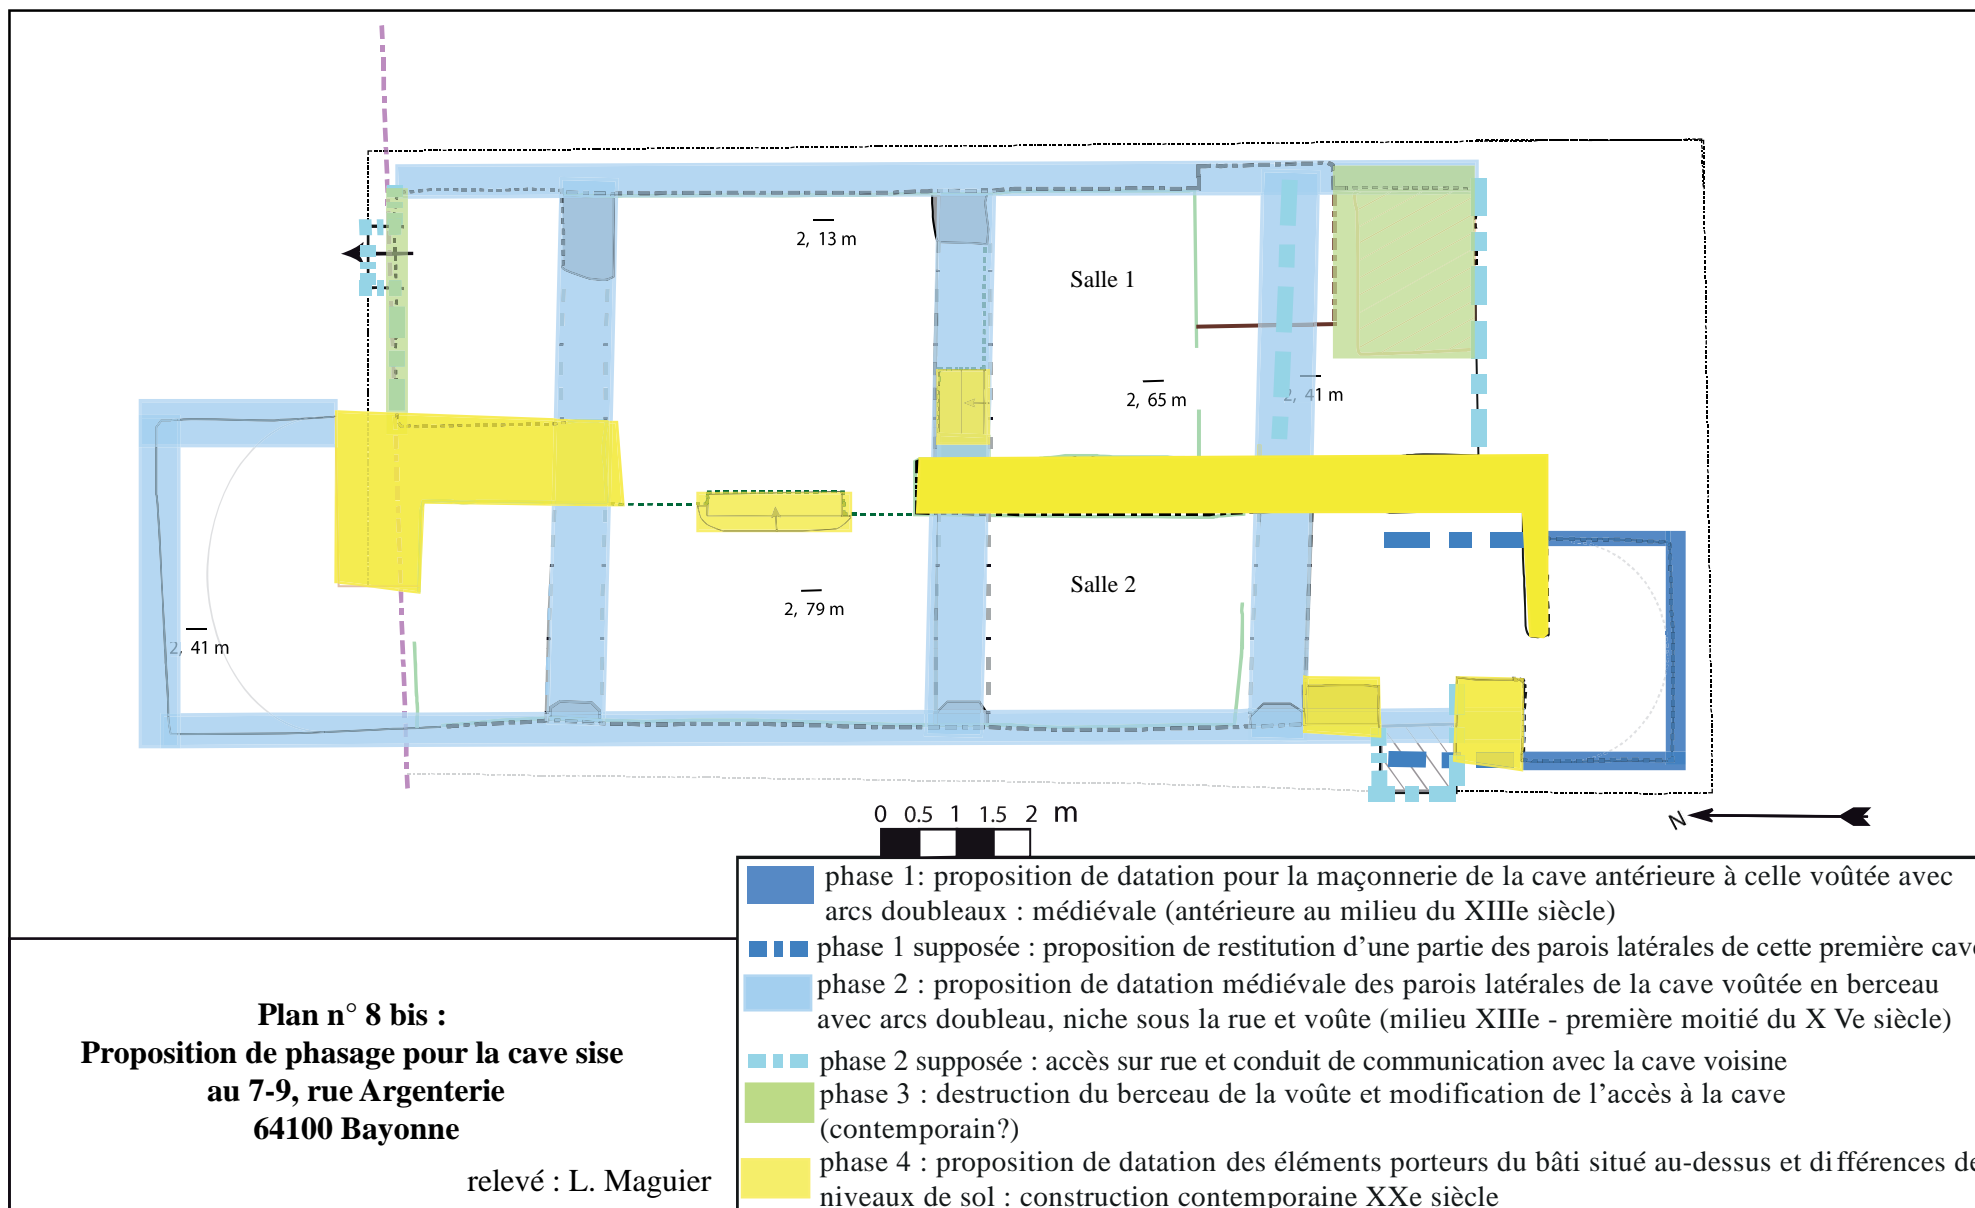 2, 13 m
Salle 1
2, 65 m
2, 41 m
Salle 2
2, 79 m
2, 41 m
0 0.5 1 1.5 2 m
N
phase 1: proposition de datation pour la maçonnerie de la cave antérieure à celle voûtée avec
arcs doubleaux : médiévale (antérieure au milieu du XIIIe siècle)
phase 1 supposée : proposition de restitution d’une partie des parois latérales de cette première cave
phase 2 : proposition de datation médiévale des parois latérales de la cave voûtée en berceau
avec arcs doubleau, niche sous la rue et voûte (milieu XIIIe - première moitié du X Ve siècle)
phase 2 supposée : accès sur rue et conduit de communication avec la cave voisine
phase 3 : destruction du berceau de la voûte et modification de l’accès à la cave
(contemporain?)
phase 4 : proposition de datation des éléments porteurs du bâti situé au-dessus et différences de
niveaux de sol : construction contemporaine XXe siècle
Plan n° 8 bis :
Proposition de phasage pour la cave sise
au 7-9, rue Argenterie
64100 Bayonne
relevé : L. Maguier